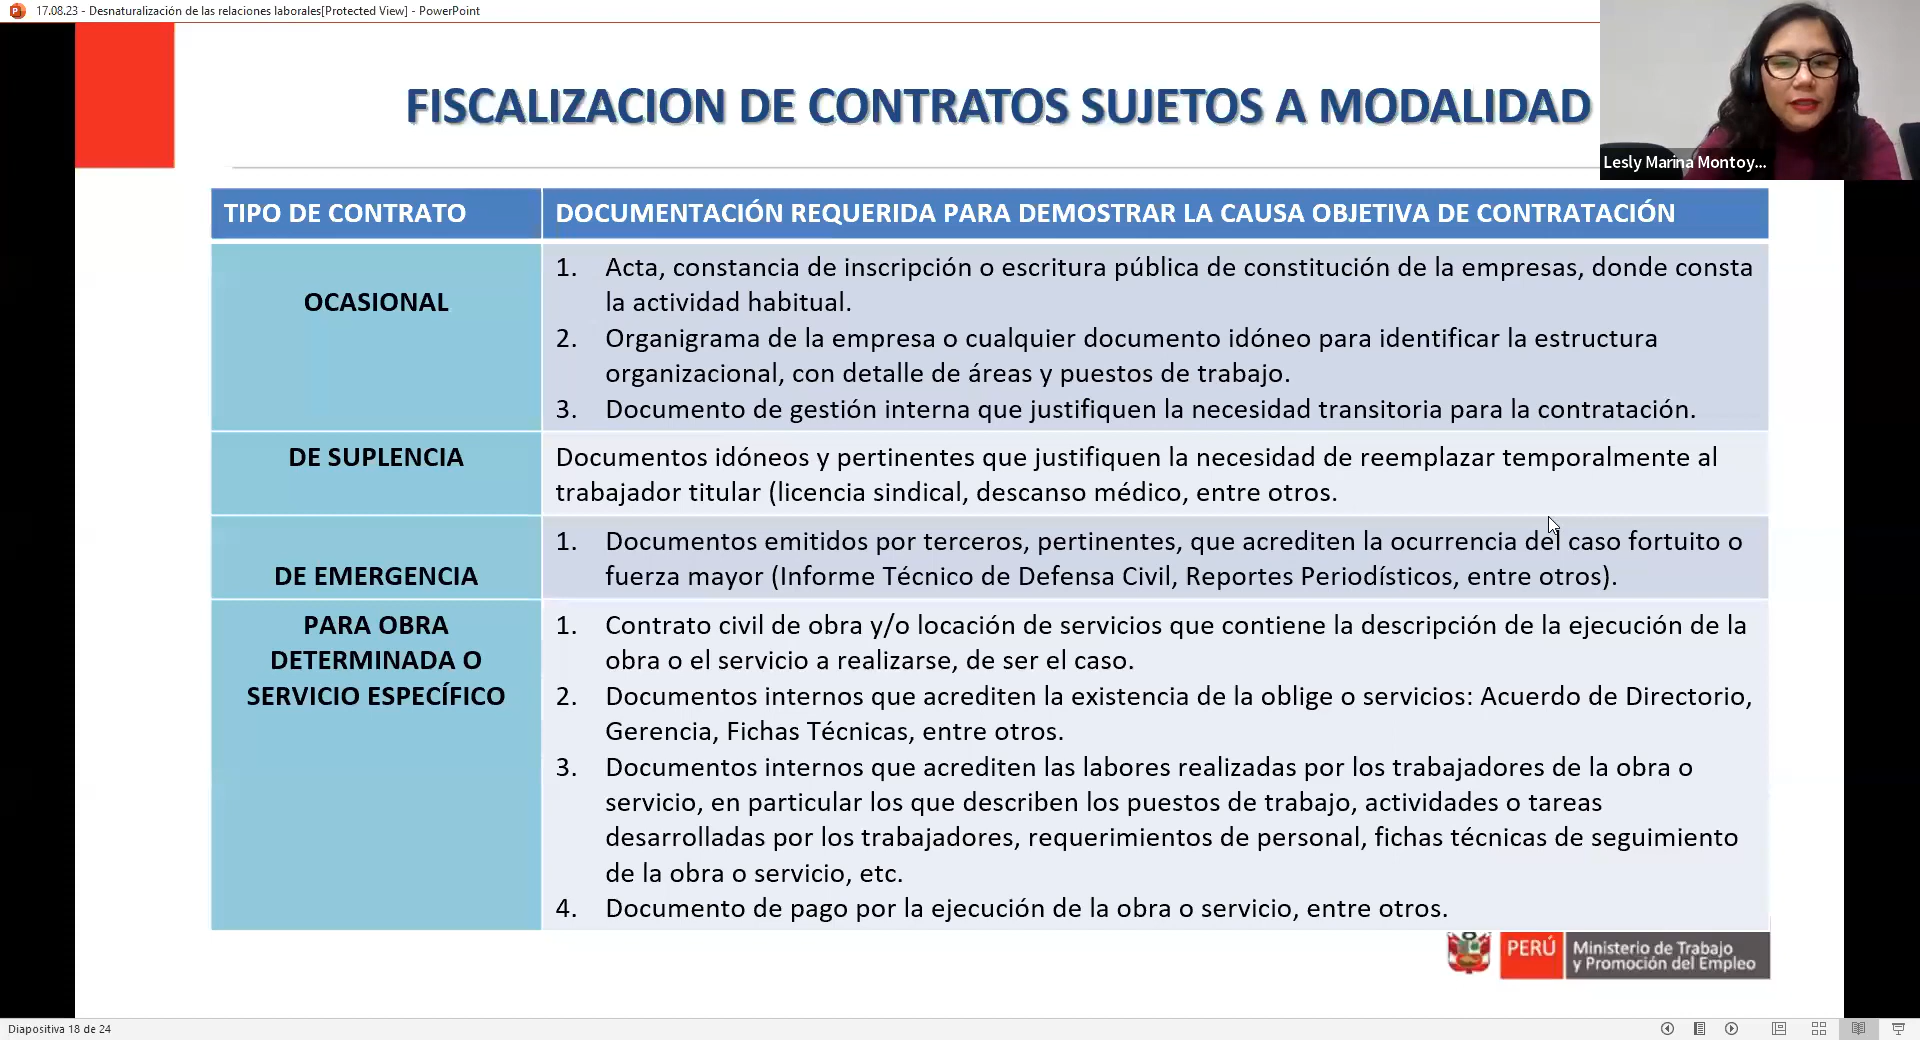 17.08.23 - Desnaturalización de las relaciones laborales[Protected View] - PowerPoint
FISCALIZACION DE CONTRATOS SUJETOS A MODALIDAD
Lesly Marina Montoy...
TIPO DE CONTRATO
DOCUMENTACIÓN REQUERIDA PARA DEMOSTRAR LA CAUSA OBJETIVA DE CONTRATACIÓN
OCASIONAL
1. Acta, constancia de inscripción o escritura pública de constitución de la empresas, donde consta
la actividad habitual.
2. Organigrama de la empresa o cualquier documento idóneo para identificar la estructura
organizacional, con detalle de áreas y puestos de trabajo.
3. Documento de gestión interna que justifiquen la necesidad transitoria para la contratación.
DE SUPLENCIA
Documentos idóneos y pertinentes que justifiquen la necesidad de reemplazar temporalmente al
trabajador titular (licencia sindical, descanso médico, entre otros.
DE EMERGENCIA
1. Documentos emitidos por terceros, pertinentes, que acrediten la ocurrencia del caso fortuito o
fuerza mayor (Informe Técnico de Defensa Civil, Reportes Periodísticos, entre otros).
PARA OBRA
DETERMINADA O
SERVICIO ESPECÍFICO
1. Contrato civil de obra y/o locación de servicios que contiene la descripción de la ejecución de la
obra o el servicio a realizarse, de ser el caso.
2. Documentos internos que acrediten la existencia de la oblige o servicios: Acuerdo de Directorio,
Gerencia, Fichas Técnicas, entre otros.
3. Documentos internos que acrediten las labores realizadas por los trabajadores de la obra o
servicio, en particular los que describen los puestos de trabajo, actividades o tareas
desarrolladas por los trabajadores, requerimientos de personal, fichas técnicas de seguimiento
de la obra o servicio, etc.
4. Documento de pago por la ejecución de la obra o servicio, entre otros.
PERÚ
Ministerio de Trabajo
y Promoción del Empleo
Diapositiva 18 de 24